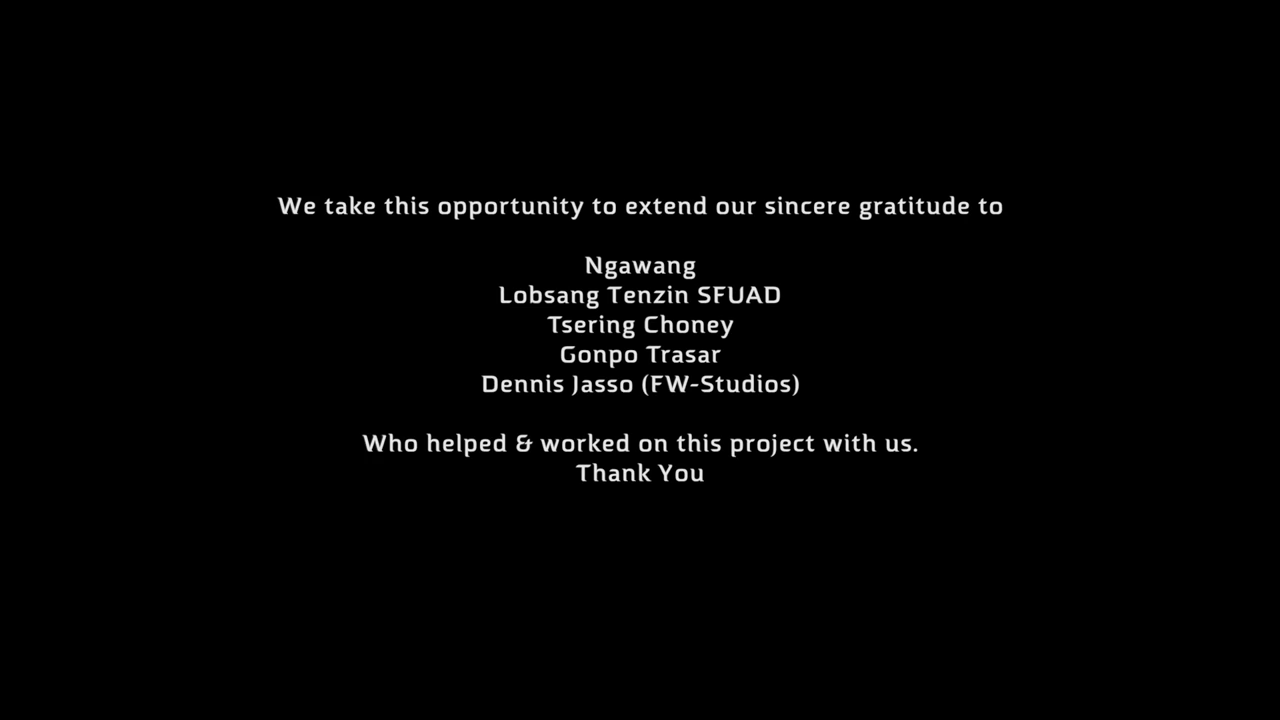 We take this opportunity to extend our sincere gratitude to
Ngawang
Lobsang Tenzin SFUAD
Tsering Choney
Gonpo Trasar
Dennis Jasso (FW-Studios)
Who helped & worked on this project with us.
Thank You